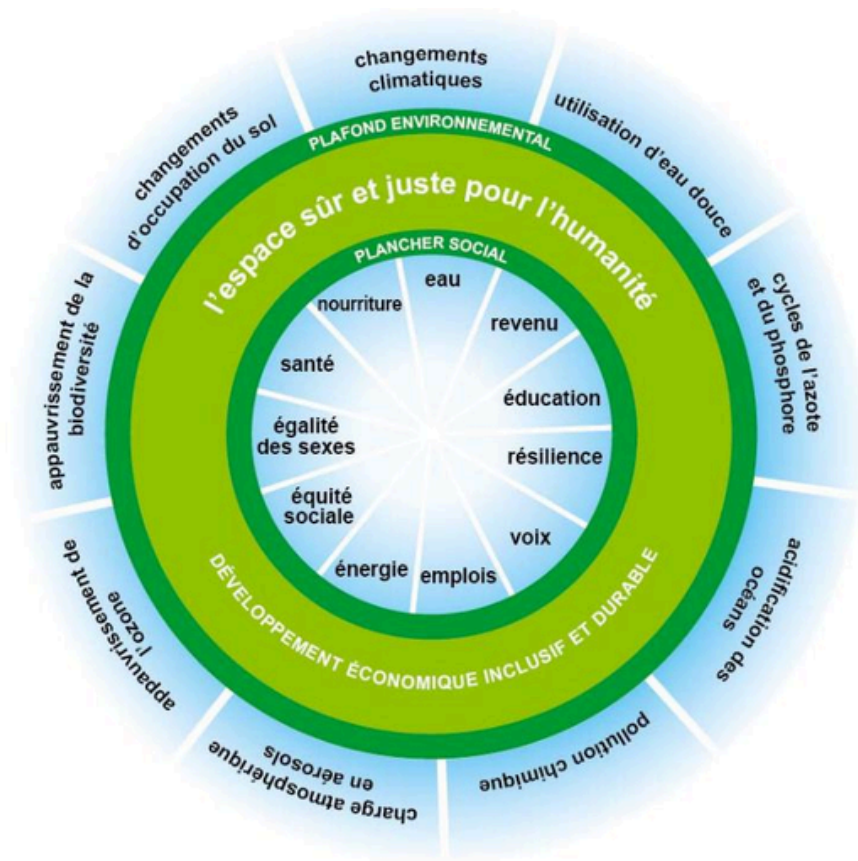 changements
climatiques
utilisation d'eau douce
cycles de l'azote
et du phosphore
acidification des
océans
pollution chimique
charge atmosphérique
en aérosols
appauvrissement de
l'ozone
appauvrissement de la
biodiversité
changements
d'occupation du sol
PLAFOND ENVIRONNEMENTAL
l'espace sûr et juste pour l'humanité
PLANCHER SOCIAL
eau
revenu
éducation
résilience
voix
emplois
énergie
équité
sociale
égalité
des sexes
santé
nourriture
DÉVELOPPEMENT ÉCONOMIQUE INCLUSIF ET DURABLE